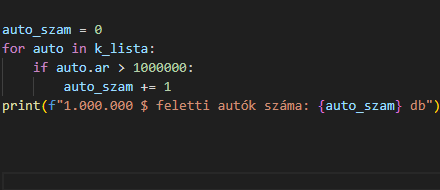 auto_szam = 0
for auto in k_lista:
    if auto.ar > 1000000:
        auto_szam += 1
print(f"1.000.000 $ feletti autók száma: {auto_szam} db")